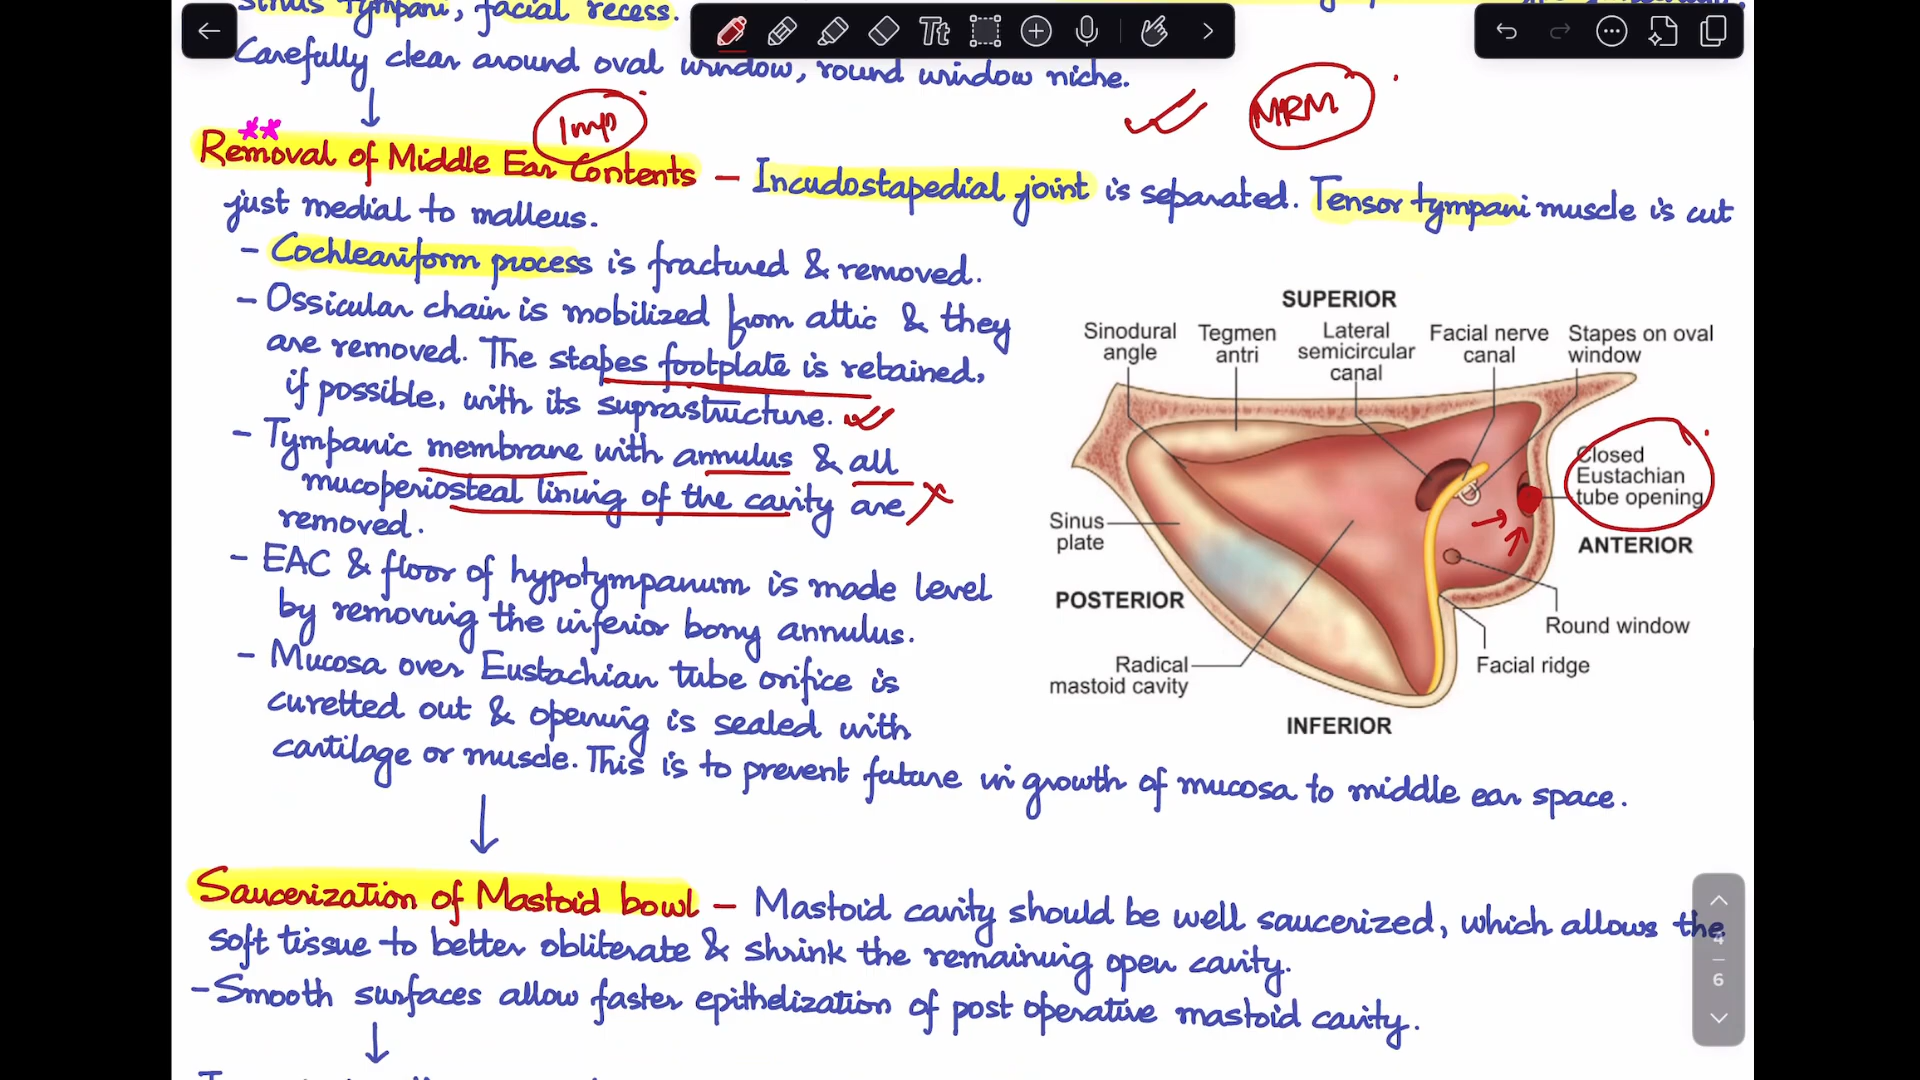 Sinus tympani, facial recess.
- Carefully clear around oval window, round window niche.
Imp
MRM
Removal of Middle Ear Contents - Incudostapedial joint is separated. Tensor tympani muscle is cut
just medial to malleus.
- Cochleariform process is fractured & removed.
- Ossicular chain is mobilized from attic & they
are removed. The stapes footplate is retained,
if possible, with its suprastructure.
- Tympanic membrane with annulus & all
mucoperiosteal lining of the cavity are
removed.
- EAC & floor of hypotympanum is made level
by removing the inferior bony annulus.
- Mucosa over Eustachian tube orifice is
curetted out & opening is sealed with
cartilage or muscle. This is to prevent future in growth of mucosa to middle ear space.
SUPERIOR
Sinodural
angle
Tegmen
antri
Lateral
semicircular
canal
Facial nerve
canal
Stapes on oval
window
Closed
Eustachian
tube opening
ANTERIOR
Sinus
plate
POSTERIOR
Round window
Facial ridge
Radical
mastoid cavity
INFERIOR
Saucerization of Mastoid bowl - Mastoid cavity should be well saucerized, which allows the
soft tissue to better obliterate & shrink the remaining open cavity.
- Smooth surfaces allow faster epithelization of post operative mastoid cavity.
Tt
4
6